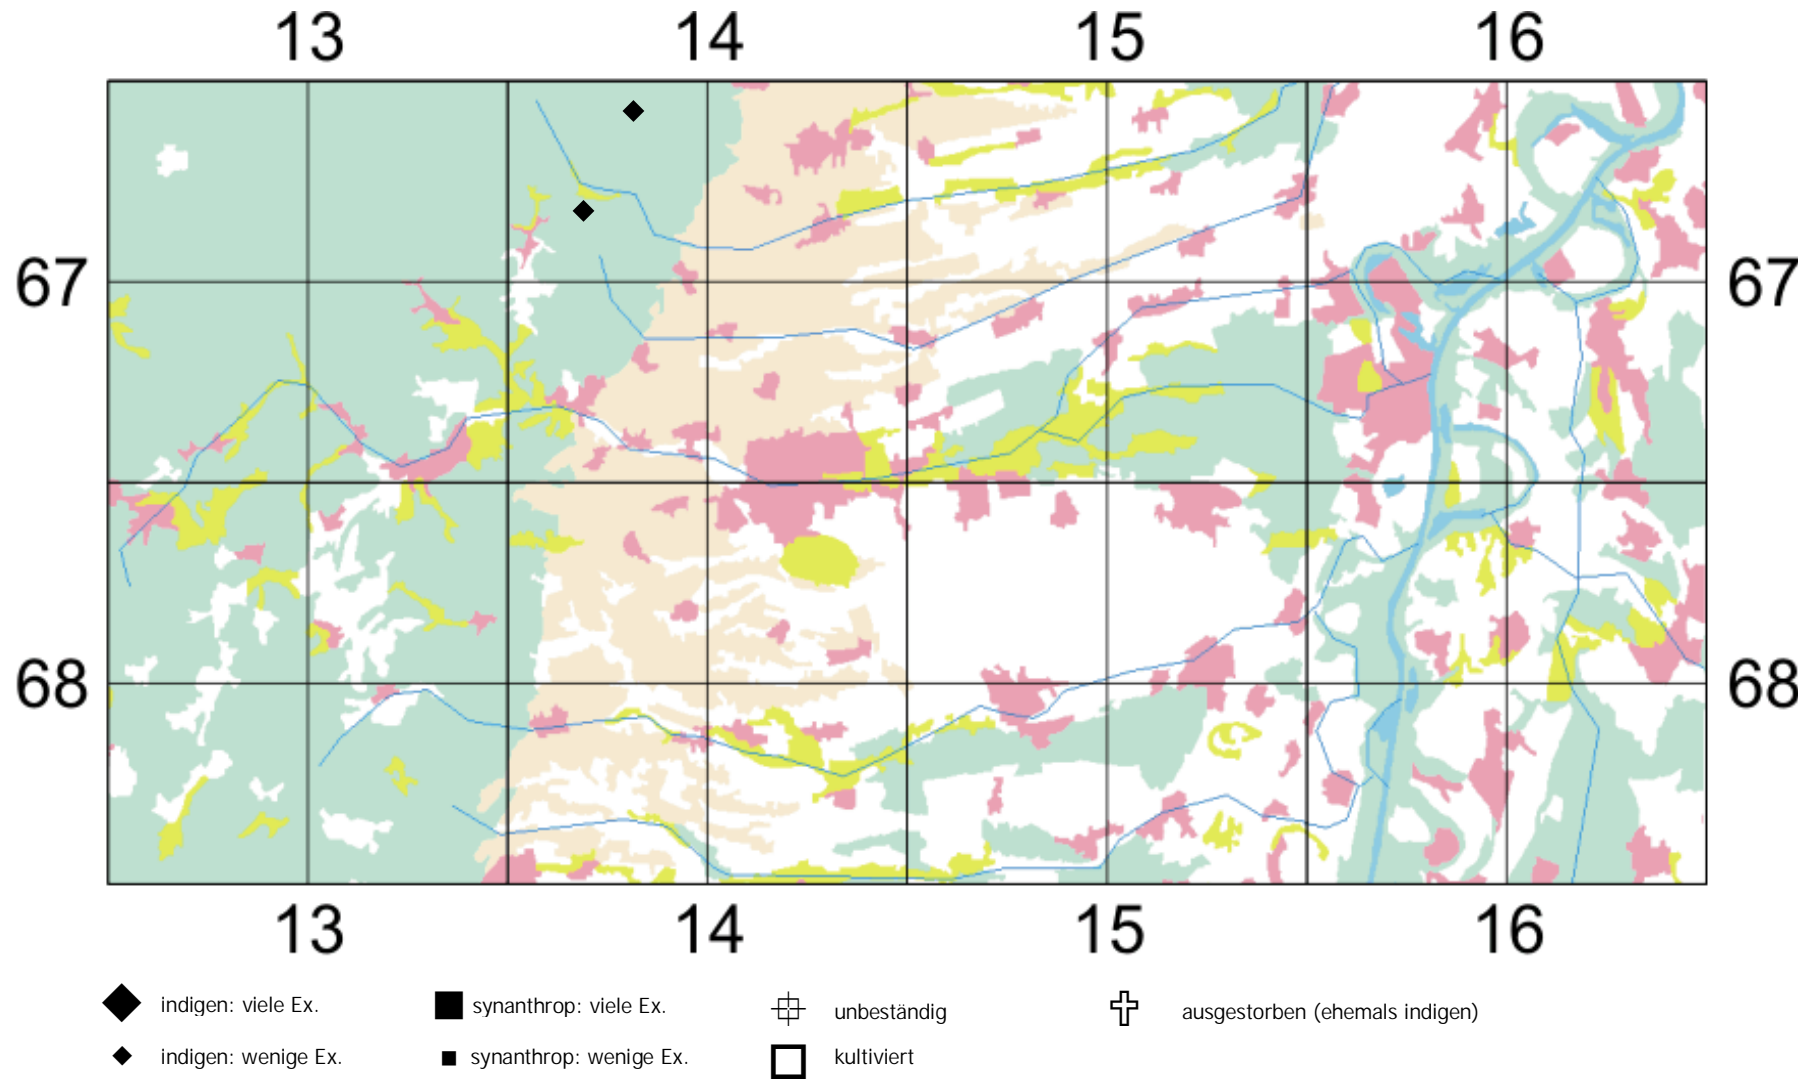 13 14 15 16
67 67
68 68
13 14 15 16
indigen: viele Ex. synanthrop: viele Ex. unbeständig ausgestorben (ehemals indigen)
indigen: wenige Ex. synanthrop: wenige Ex. kultiviert